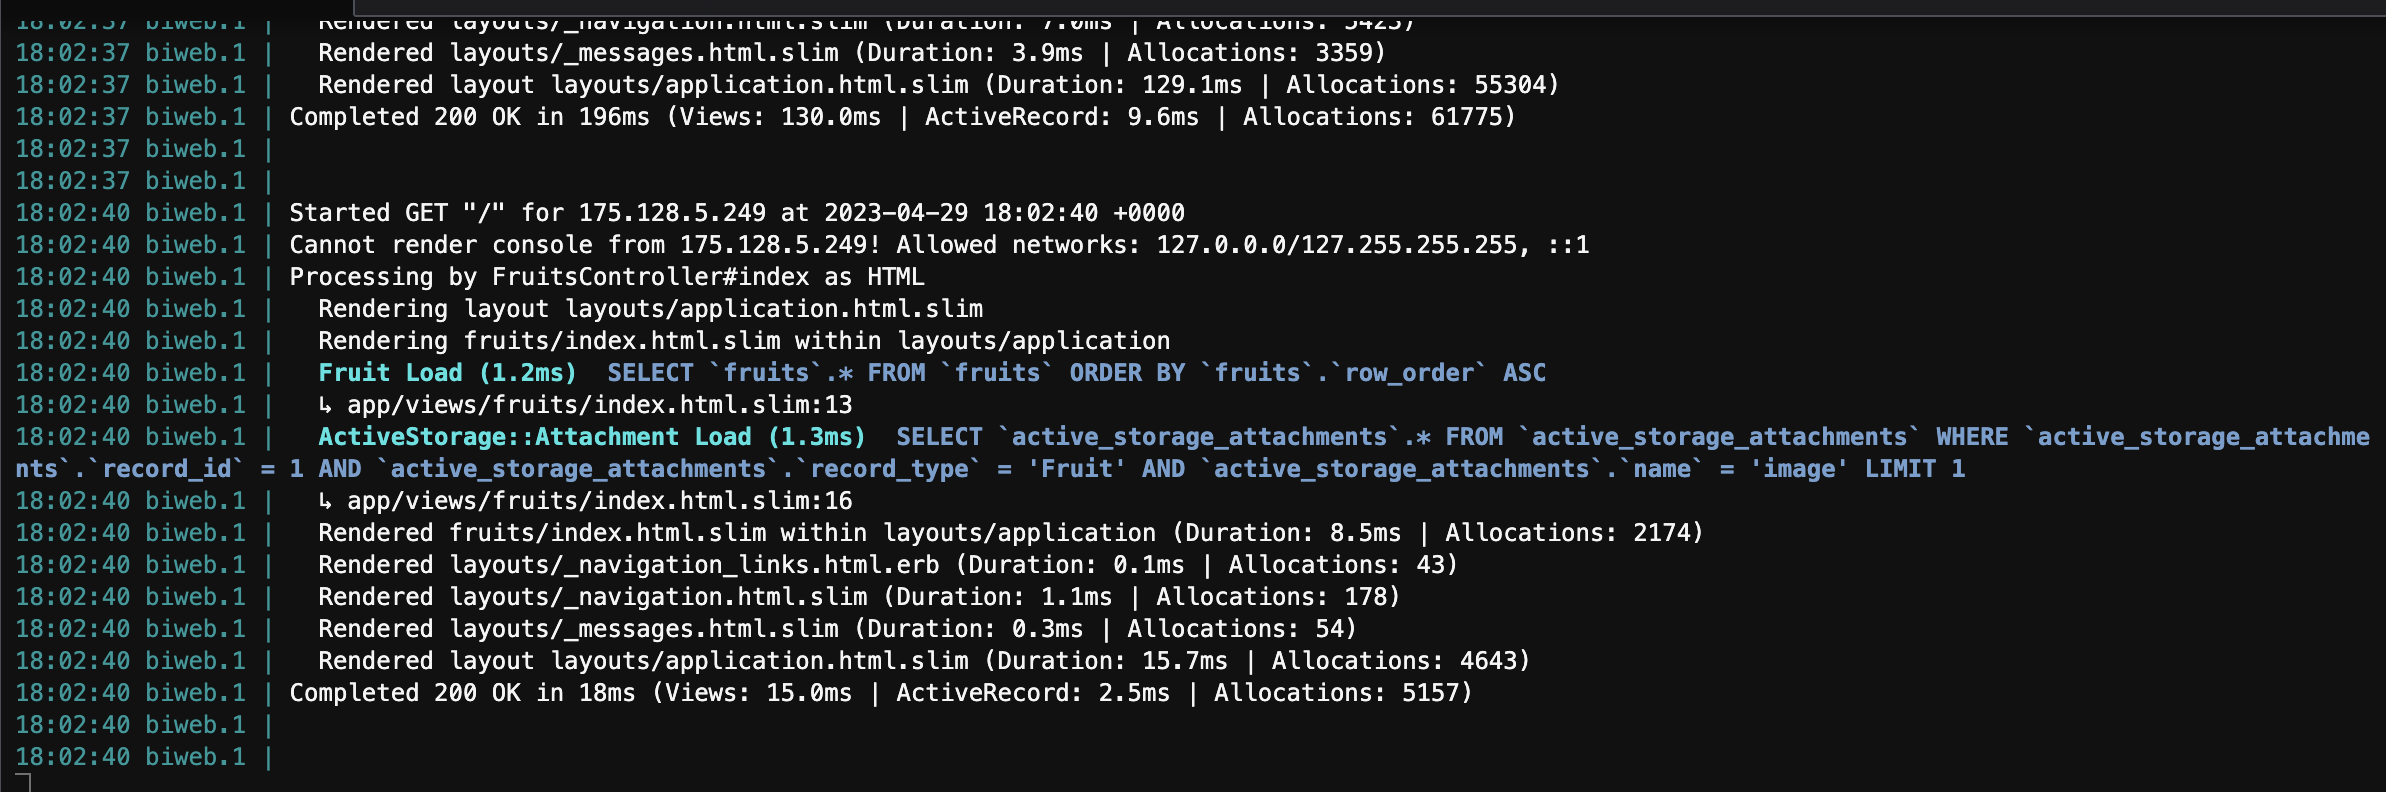 18:02:37 biweb.1 |   Rendered layouts/_navigation.html.slim (Duration: 7.0ms | Allocations: 5423)
18:02:37 biweb.1 |   Rendered layouts/_messages.html.slim (Duration: 3.9ms | Allocations: 3359)
18:02:37 biweb.1 |   Rendered layout layouts/application.html.slim (Duration: 129.1ms | Allocations: 55304)
18:02:37 biweb.1 | Completed 200 OK in 196ms (Views: 130.0ms | ActiveRecord: 9.6ms | Allocations: 61775)
18:02:37 biweb.1 |
18:02:37 biweb.1 |
18:02:40 biweb.1 | Started GET "/" for 175.128.5.249 at 2023-04-29 18:02:40 +0000
18:02:40 biweb.1 | Cannot render console from 175.128.5.249! Allowed networks: 127.0.0.0/127.255.255.255, ::1
18:02:40 biweb.1 | Processing by FruitsController#index as HTML
18:02:40 biweb.1 |   Rendering layout layouts/application.html.slim
18:02:40 biweb.1 |   Rendering fruits/index.html.slim within layouts/application
18:02:40 biweb.1 |   Fruit Load (1.2ms)  SELECT `fruits`.* FROM `fruits` ORDER BY `fruits`.`row_order` ASC
18:02:40 biweb.1 |   ↳ app/views/fruits/index.html.slim:13
18:02:40 biweb.1 |   ActiveStorage::Attachment Load (1.3ms)  SELECT `active_storage_attachments`.* FROM `active_storage_attachments` WHERE `active_storage_attachme
nts`.`record_id` = 1 AND `active_storage_attachments`.`record_type` = 'Fruit' AND `active_storage_attachments`.`name` = 'image' LIMIT 1
18:02:40 biweb.1 |   ↳ app/views/fruits/index.html.slim:16
18:02:40 biweb.1 |   Rendered fruits/index.html.slim within layouts/application (Duration: 8.5ms | Allocations: 2174)
18:02:40 biweb.1 |   Rendered layouts/_navigation_links.html.erb (Duration: 0.1ms | Allocations: 43)
18:02:40 biweb.1 |   Rendered layouts/_navigation.html.slim (Duration: 1.1ms | Allocations: 178)
18:02:40 biweb.1 |   Rendered layouts/_messages.html.slim (Duration: 0.3ms | Allocations: 54)
18:02:40 biweb.1 |   Rendered layout layouts/application.html.slim (Duration: 15.7ms | Allocations: 4643)
18:02:40 biweb.1 | Completed 200 OK in 18ms (Views: 15.0ms | ActiveRecord: 2.5ms | Allocations: 5157)
18:02:40 biweb.1 |
18:02:40 biweb.1 |